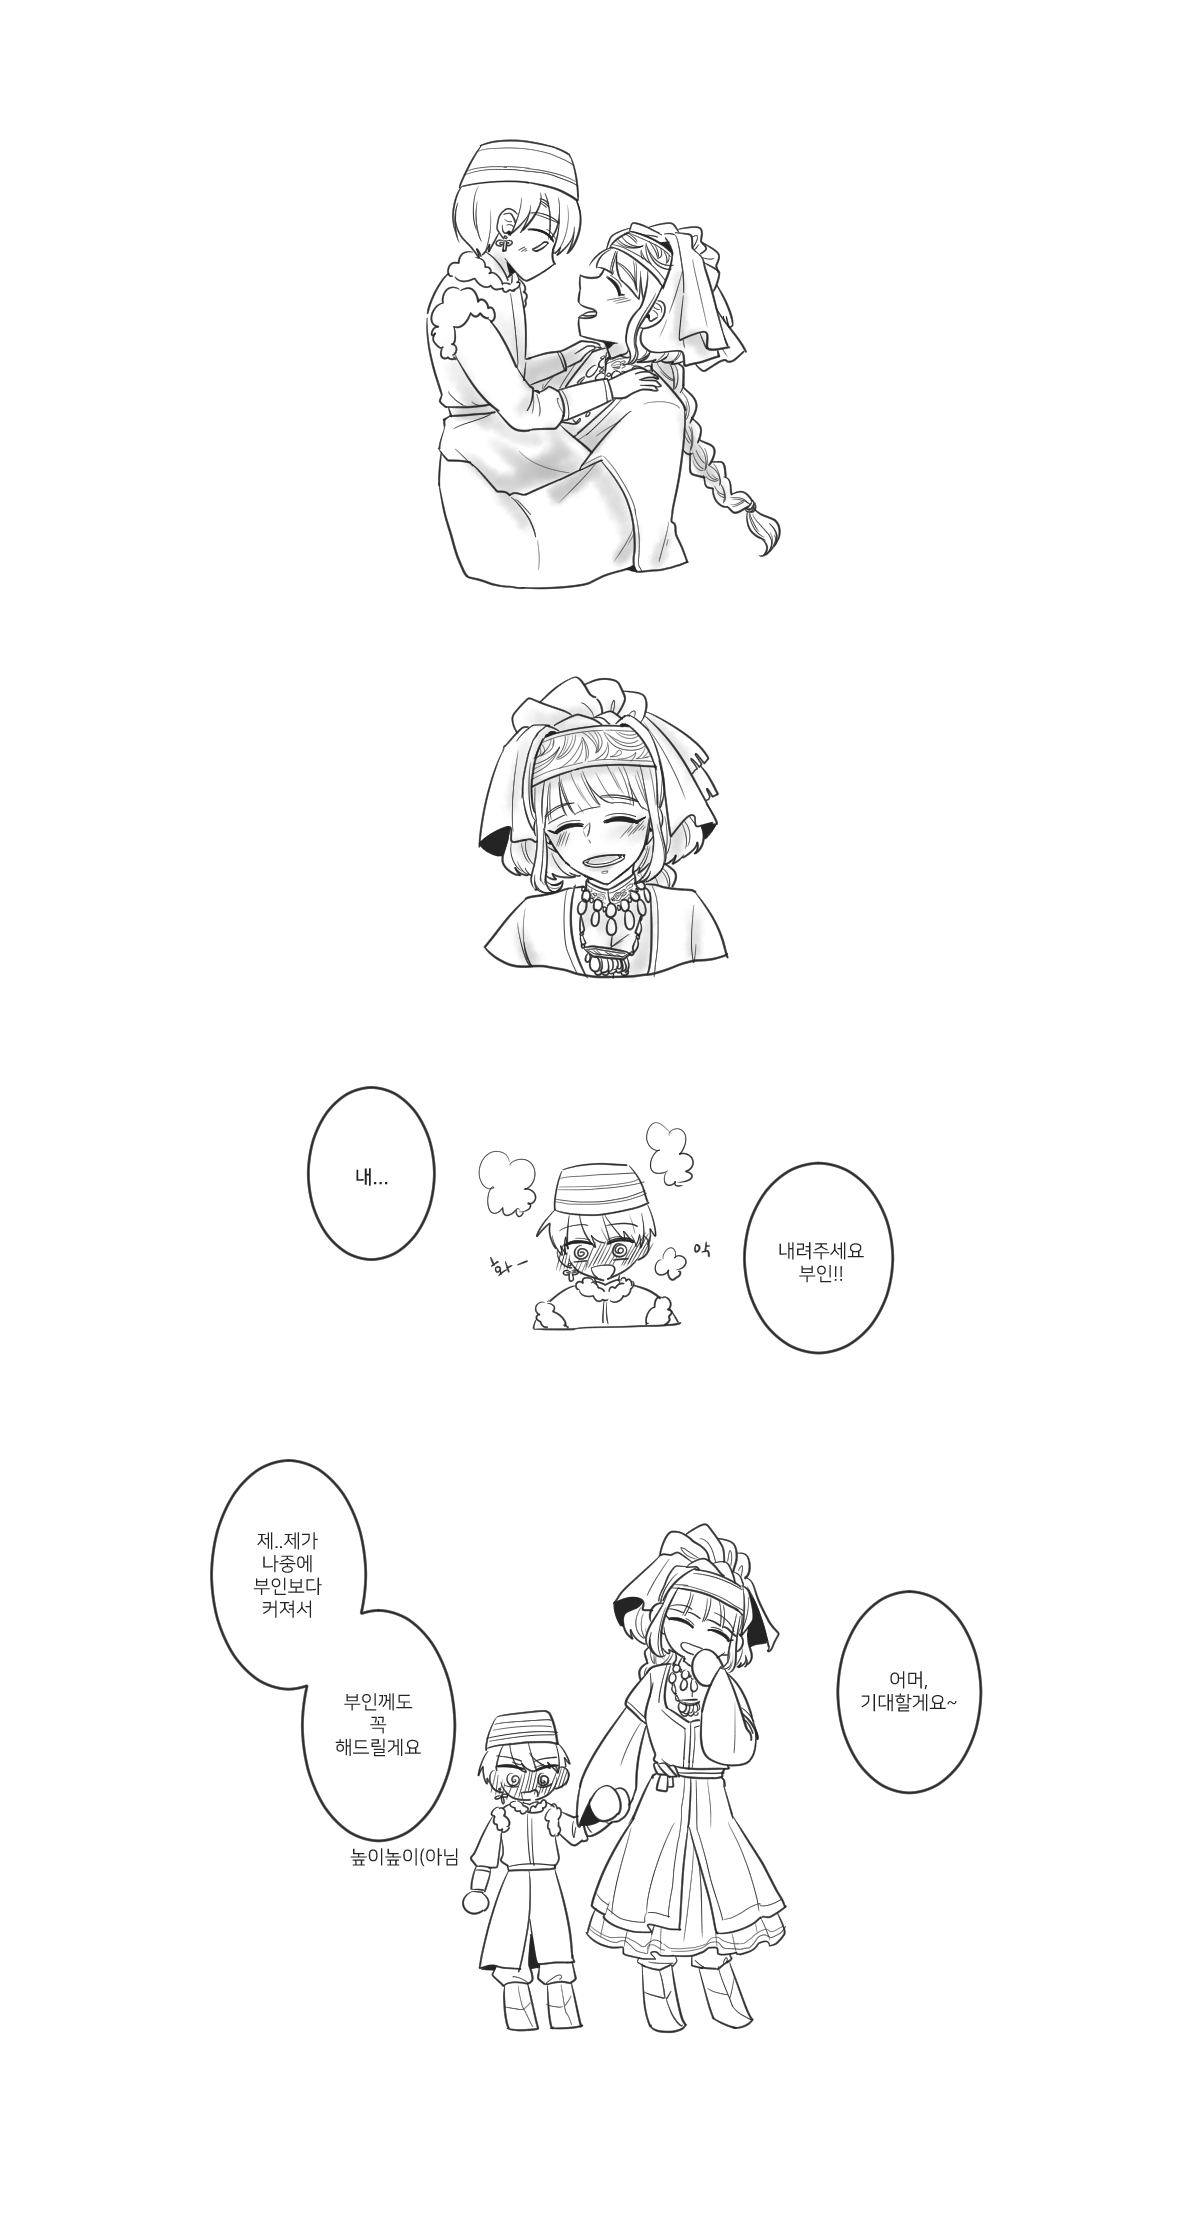 내...
화-
악
내려주세요
부인!!
제..제가
나중에
부인보다
커져서
부인께도
꼭
해드릴게요
높이높이(아님
어머,
기대할게요~